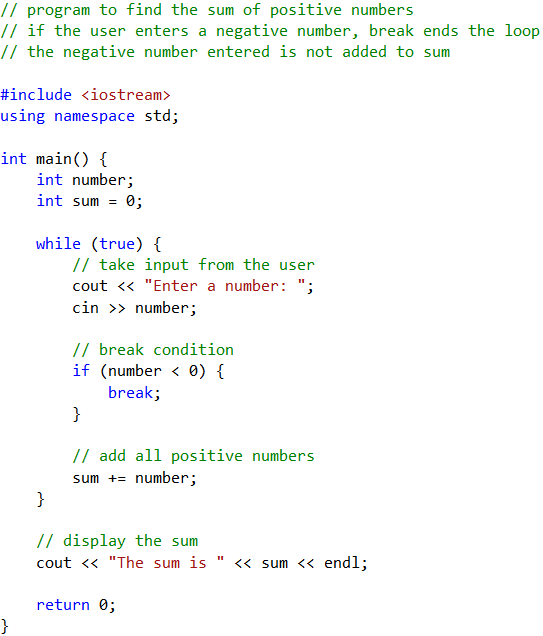 // program to find the sum of positive numbers
// if the user enters a negative number, break ends the loop
// the negative number entered is not added to sum

#include <iostream>
using namespace std;

int main() {
    int number;
    int sum = 0;

    while (true) {
        // take input from the user
        cout << "Enter a number: ";
        cin >> number;

        // break condition
        if (number < 0) {
            break;
        }

        // add all positive numbers
        sum += number;
    }

    // display the sum
    cout << "The sum is " << sum << endl;

    return 0;
}